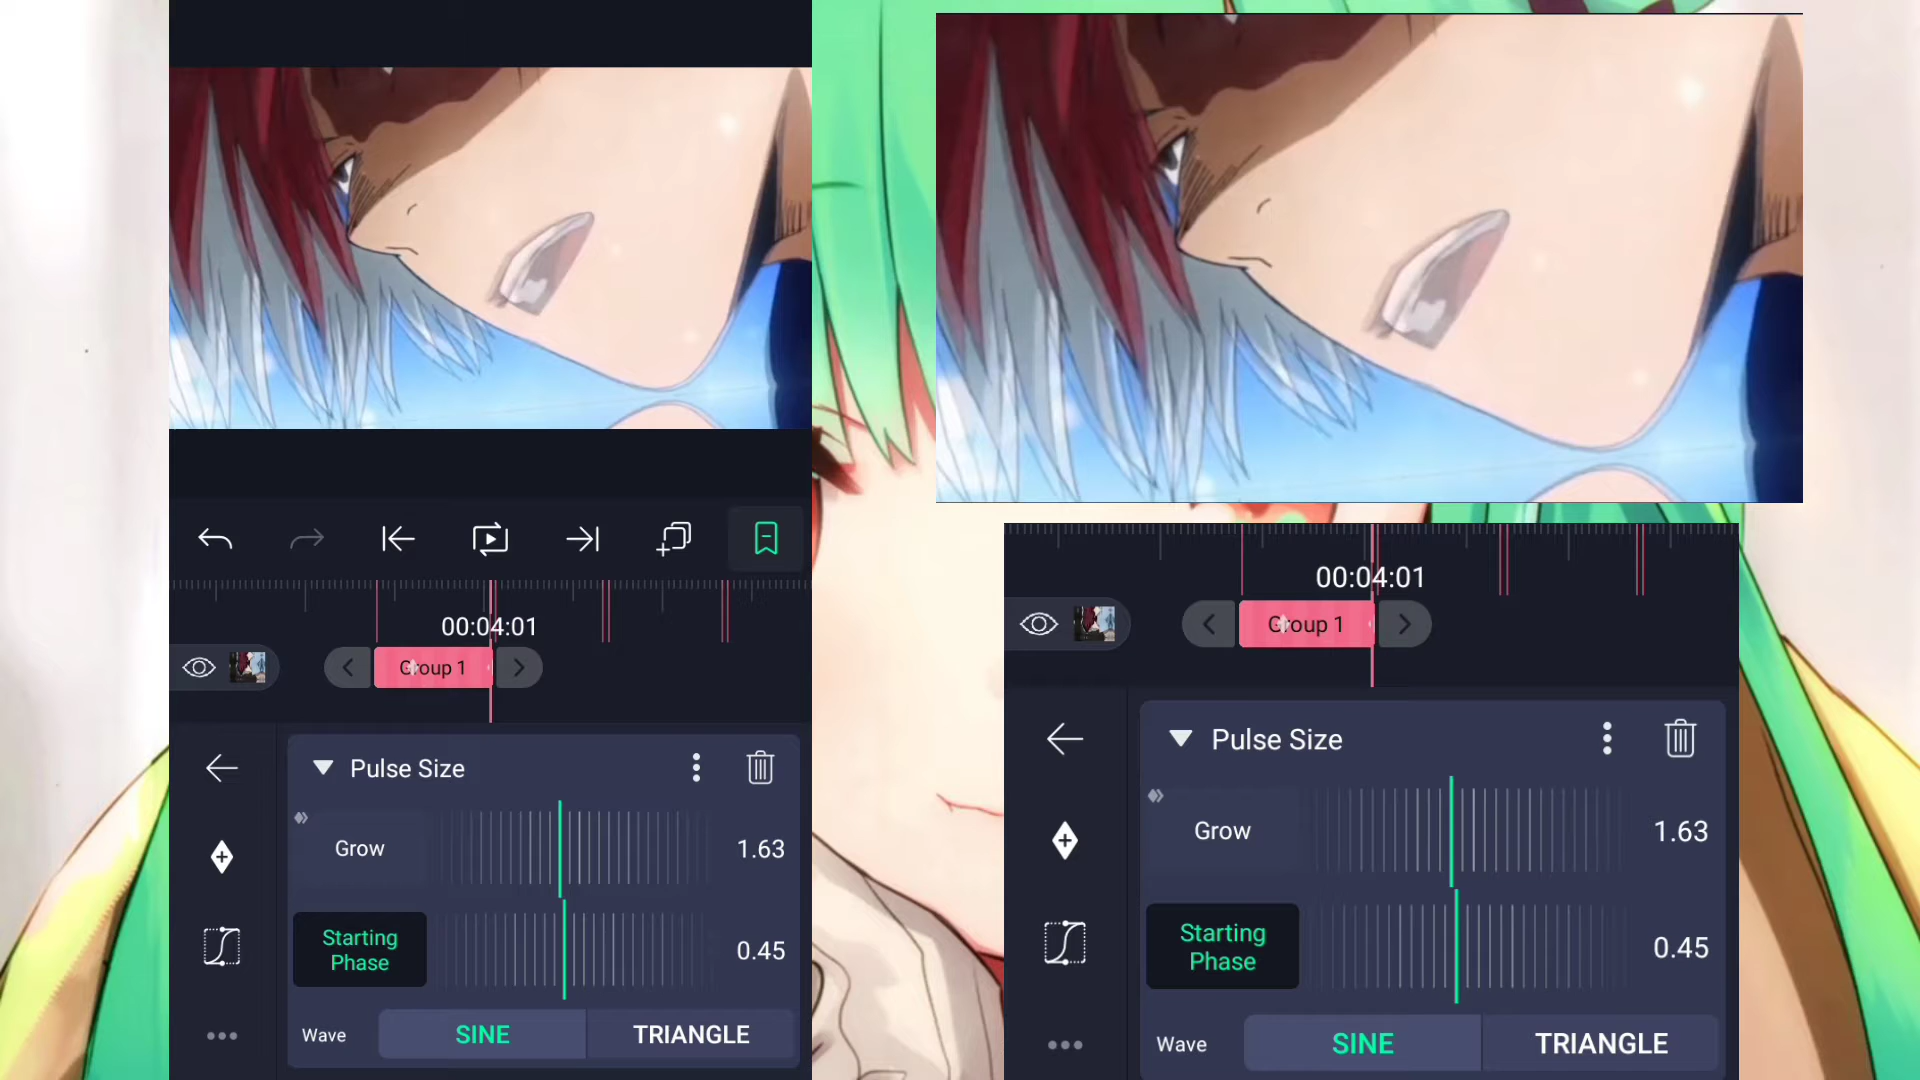 00:04:01
Group 1
Pulse Size
Grow
1.63
Starting
Phase
0.45
Wave
SINE
TRIANGLE
00:04:01
Group 1
Pulse Size
Grow
1.63
Starting
Phase
0.45
Wave
SINE
TRIANGLE